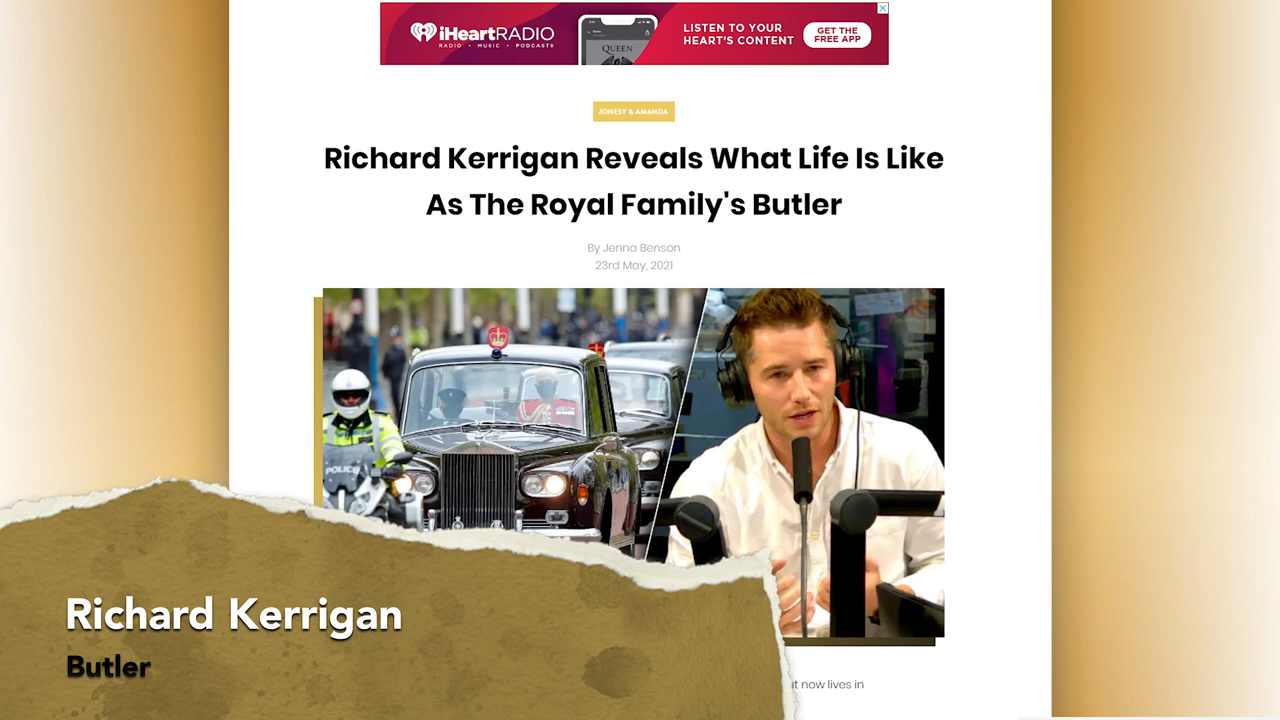 iHeartRADIO
RADIO • MUSIC • PODCASTS
QUEEN
LISTEN TO YOUR
HEART'S CONTENT
GET THE
FREE APP
JONESY & AMANDA
Richard Kerrigan Reveals What Life Is Like
As The Royal Family's Butler
By Jenna Benson
23rd May, 2021
POLICE
Richard Kerrigan
Butler
now lives in